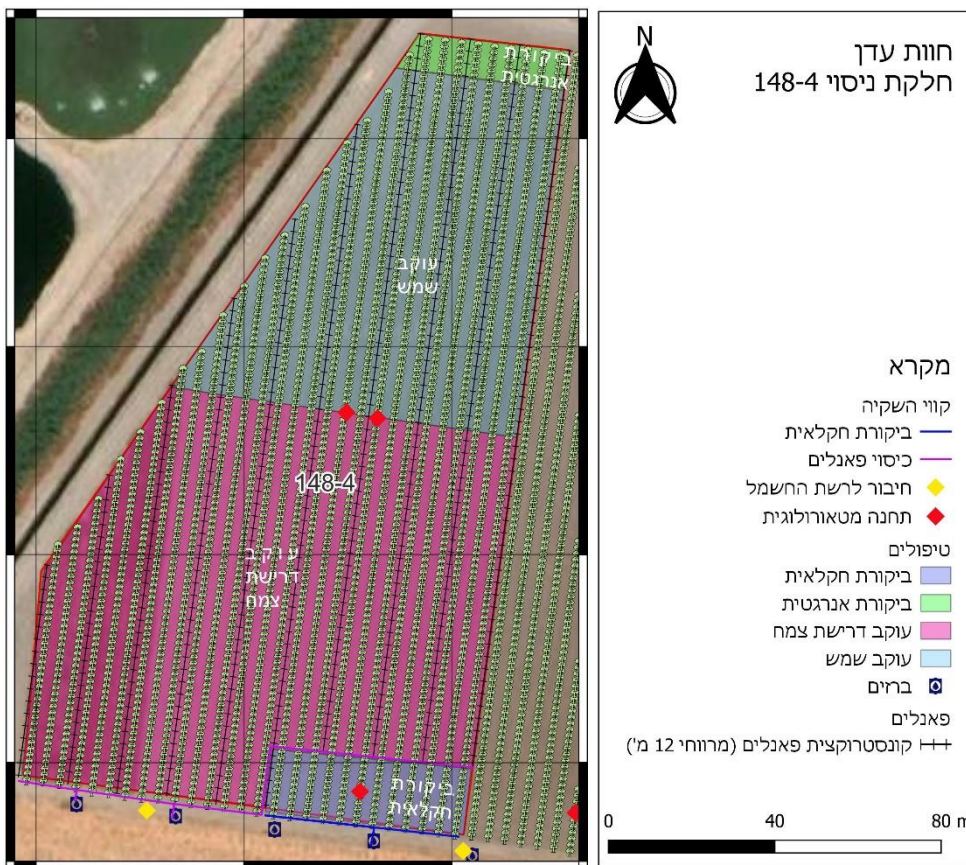 חוות עדן
חלקת ניסוי 148-4
N
ביקורת
אנרגטית
עוקב
שמש
148-4
עוקב
דרישת
צמח
ביקורת
חקלאית
מקרא
קווי השקיה
ביקורת חקלאית
כיסוי פאנלים
חיבור לרשת החשמל
תחנה מטאורולוגית
טיפולים
ביקורת חקלאית
ביקורת אנרגטית
עוקב דרישת צמח
עוקב שמש
ברזים
פאנלים
קונסטרוקצית פאנלים (מרווחי 12 מ')
0 40 80 m